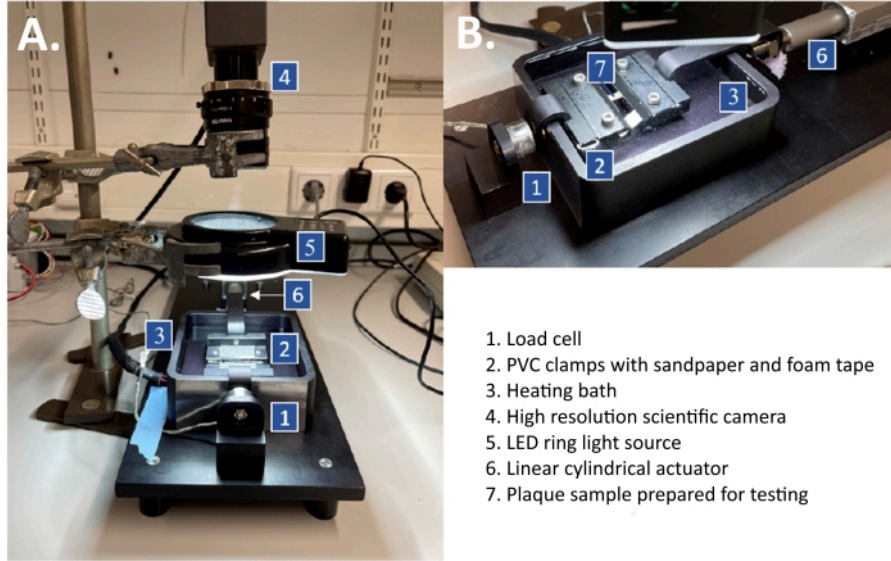 A.
B.
4
5
6
3
2
1
7
6
3
2
1
1. Load cell
2. PVC clamps with sandpaper and foam tape
3. Heating bath
4. High resolution scientific camera
5. LED ring light source
6. Linear cylindrical actuator
7. Plaque sample prepared for testing